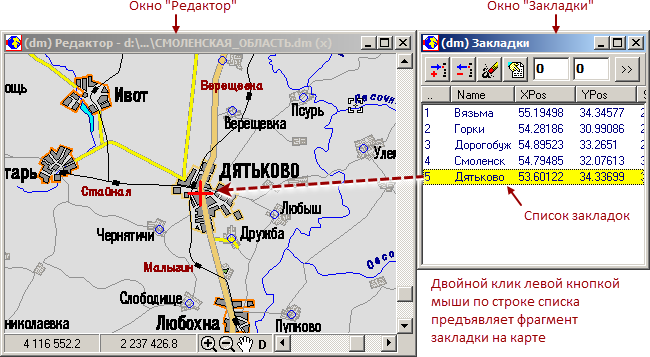 Окно "Редактор"
Окно "Закладки"
(dm) Редактор - d:\...\СМОЛЕНСКАЯ_ОБЛАСТЬ.dm (x)
(dm) Закладки
0 0 >>
.. Name XPos YPos
1 Вязьма 55.19498 34.34577
2 Горки 54.28186 30.99086
3 Дорогобуж 54.89523 33.2651
4 Смоленск 54.79485 32.07613
5 Дятьково 53.60122 34.33699
Список закладок
Двойной клик левой кнопкой
мыши по строке списка
предъявляет фрагмент
закладки на карте
Верещевка
ощь
Ивот
Псурь
Верещевка
Улем
тарь
ДЯТЬКОВО
Стайная
Любыш
Чернятичи
Дружба
Малыгин
Слободище
николаевка
Любохна
Путково
4 116 552.2 2 237 426.8 D